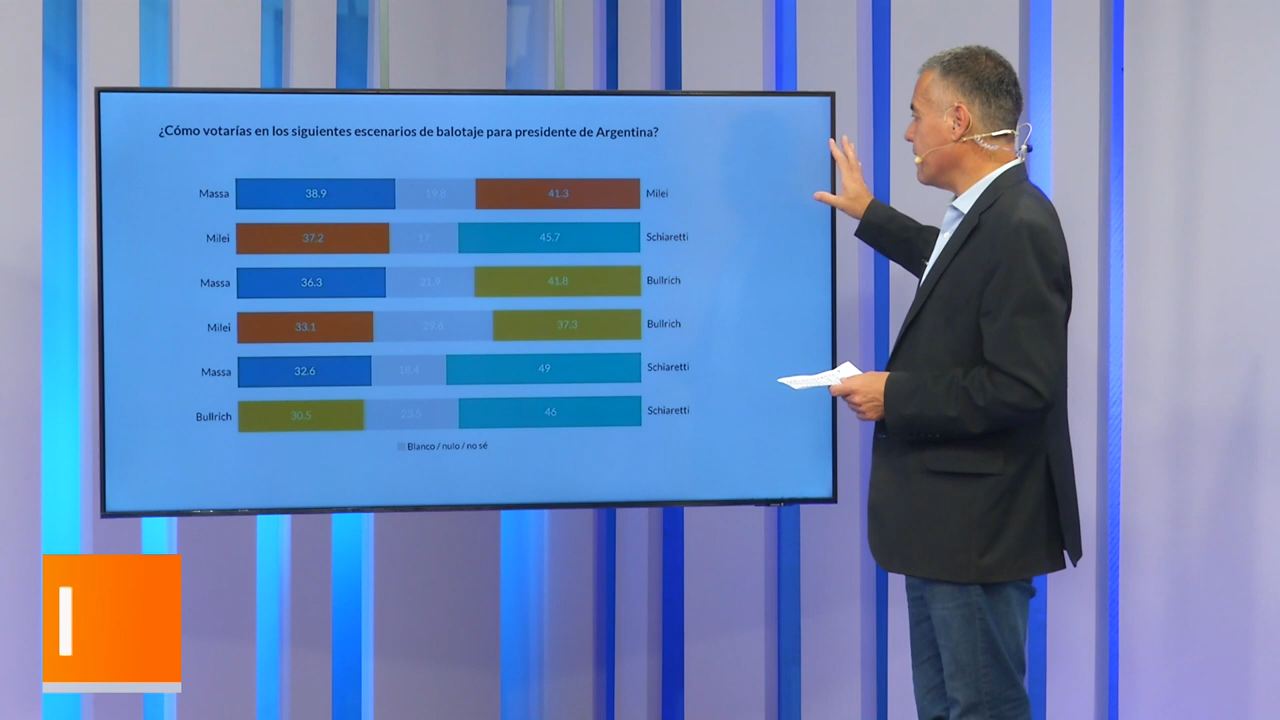 ¿Cómo votarías en los siguientes escenarios de balotaje para presidente de Argentina?
Massa 38.9 19.8 41.3 Milei
Milei 37.2 17 45.7 Schiaretti
Massa 36.3 21.9 41.8 Bullrich
Milei 33.1 29.6 37.3 Bullrich
Massa 32.6 18.4 49 Schiaretti
Bullrich 30.5 23.5 46 Schiaretti
Blanco / nulo / no sé